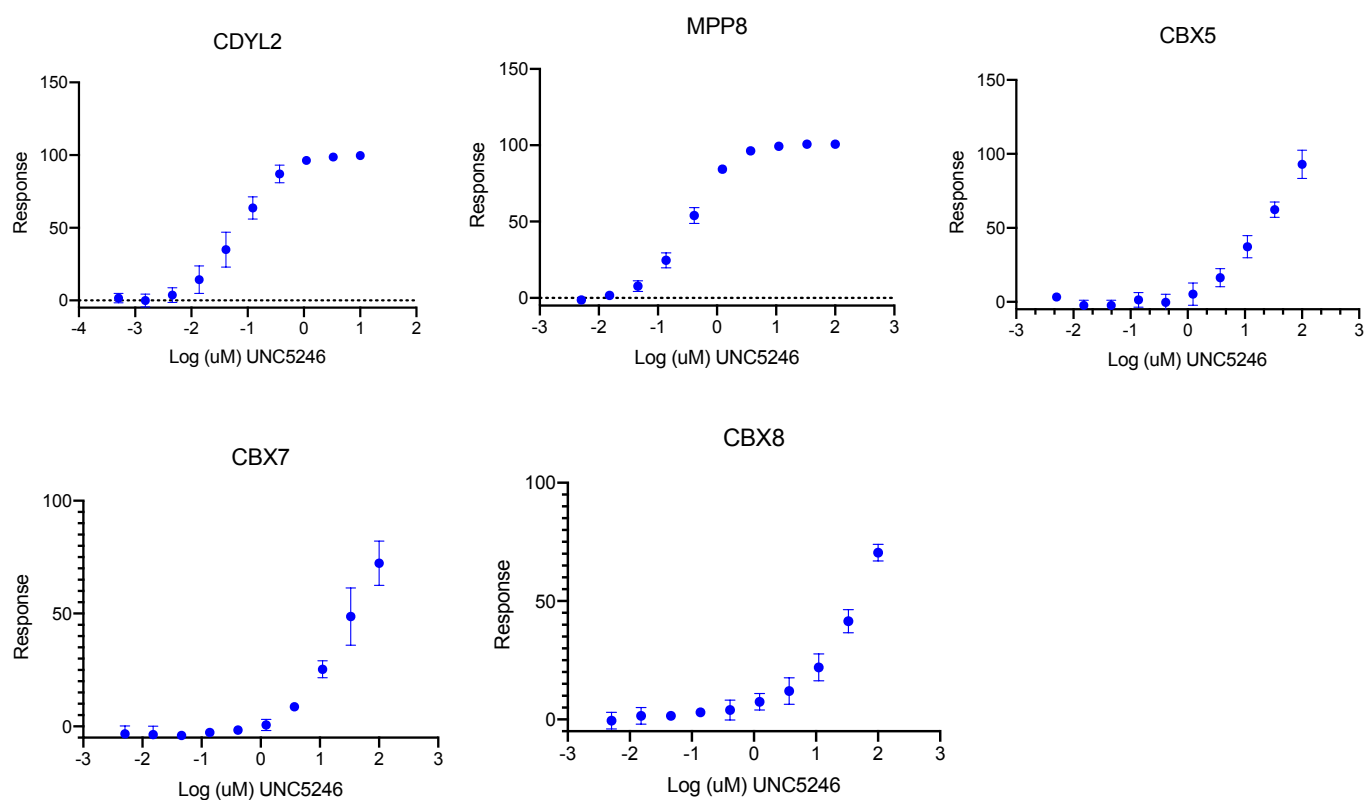 CDYL2
150
100
50
0
Response
-4 -3 -2 -1 0 1 2
Log (uM) UNC5246
MPP8
150
100
50
0
Response
-3 -2 -1 0 1 2 3
Log (uM) UNC5246
CBX5
150
100
50
0
Response
-3 -2 -1 0 1 2 3
Log (uM) UNC5246
CBX7
100
50
0
Response
-3 -2 -1 0 1 2 3
Log (uM) UNC5246
CBX8
100
50
0
Response
-3 -2 -1 0 1 2 3
Log (uM) UNC5246